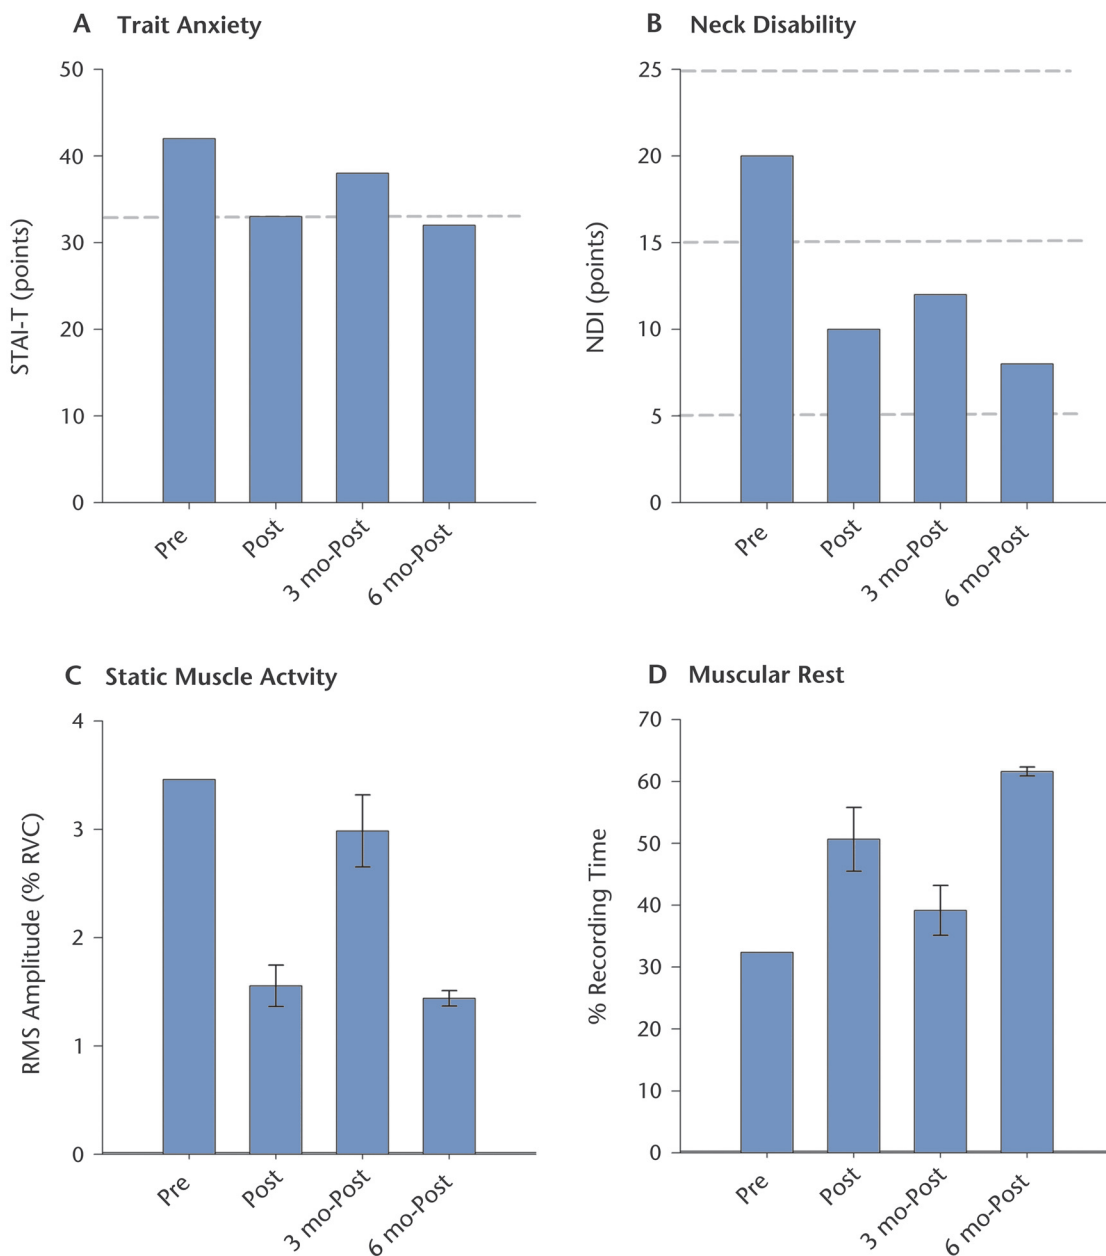 A Trait Anxiety
50
40
30
20
10
0
STAI-T (points)
Pre
Post
3 mo-Post
6 mo-Post
B Neck Disability
25
20
15
10
5
0
NDI (points)
Pre
Post
3 mo-Post
6 mo-Post
C Static Muscle Actvity
4
3
2
1
0
RMS Amplitude (% RVC)
Pre
Post
3 mo-Post
6 mo-Post
D Muscular Rest
70
60
50
40
30
20
10
0
% Recording Time
Pre
Post
3 mo-Post
6 mo-Post